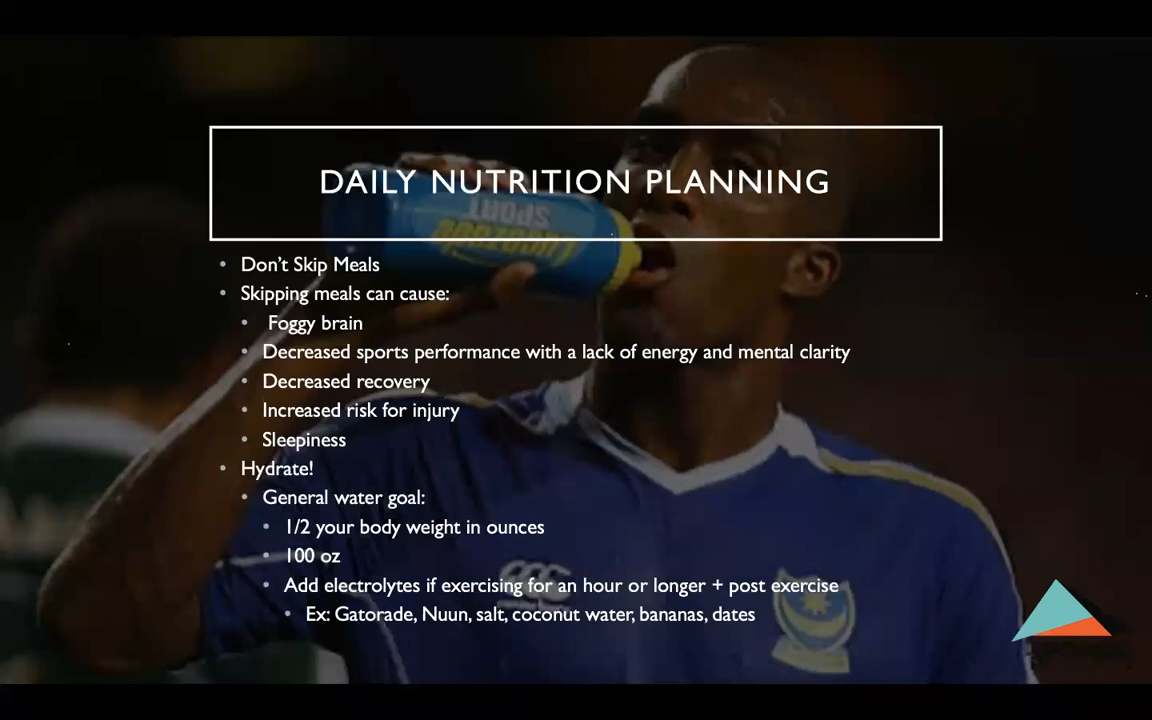 DAILY NUTRITION PLANNING
LUCOZADE
SPORT
• Don’t Skip Meals
• Skipping meals can cause:
• Foggy brain
• Decreased sports performance with a lack of energy and mental clarity
• Decreased recovery
• Increased risk for injury
• Sleepiness
• Hydrate!
• General water goal:
• 1/2 your body weight in ounces
• 100 oz
• Add electrolytes if exercising for an hour or longer + post exercise
• Ex: Gatorade, Nuun, salt, coconut water, bananas, dates